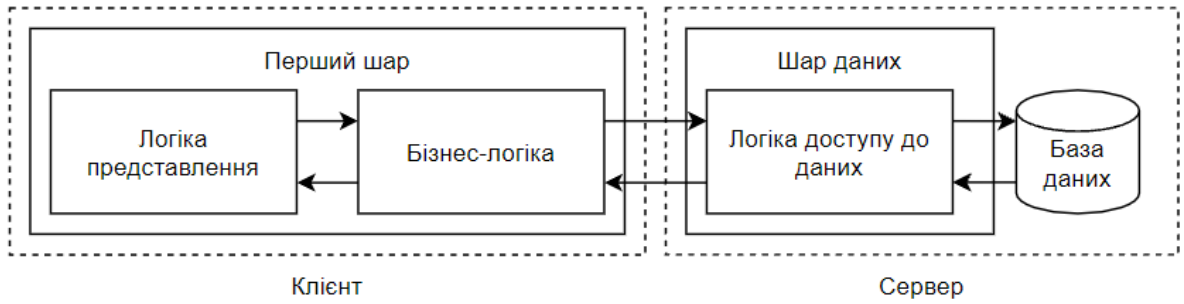 Перший шар
Шар даних
Логіка
представлення
Бізнес-логіка
Логіка доступу до
даних
База
даних
Клієнт
Сервер